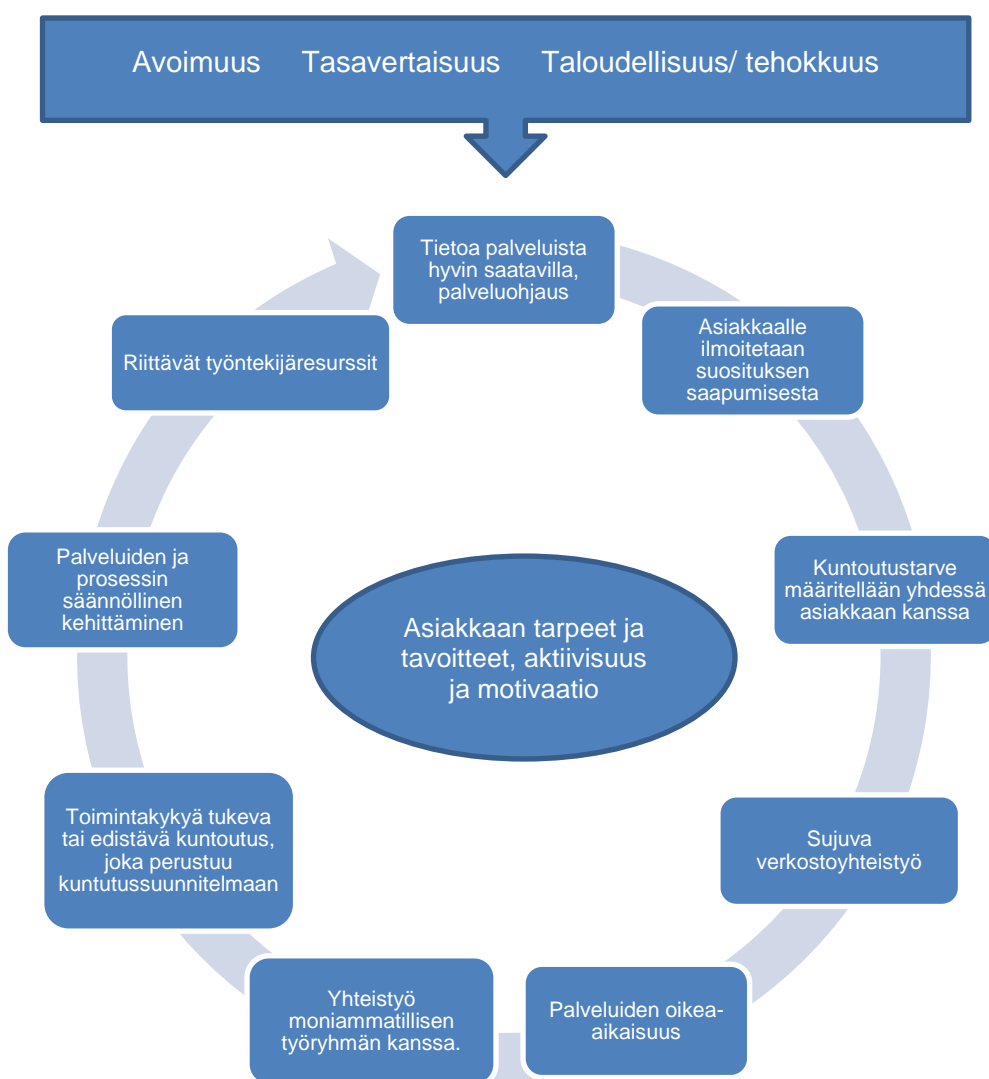 Avoimuus Tasavertaisuus Taloudellisuus/ tehokkuus
Tietoa palveluista
hyvin saatavilla,
palveluohjaus
Asiakkaalle
ilmoitetaan
suosituksen
saapumisesta
Kuntoutustarve
määritellään yhdessä
asiakkaan kanssa
Sujuva
verkostoyhteistyö
Palveluiden oikea-
aikaisuus
Yhteistyö
moniammatillisen
työryhmän kanssa.
Toimintakykyä tukeva
tai edistävä kuntoutus,
joka perustuu
kuntutussuunnitelmaan
Palveluiden ja
prosessin
säännöllinen
kehittäminen
Riittävät työntekijäresurssit
Asiakkaan tarpeet ja
tavoitteet, aktiivisuus
ja motivaatio